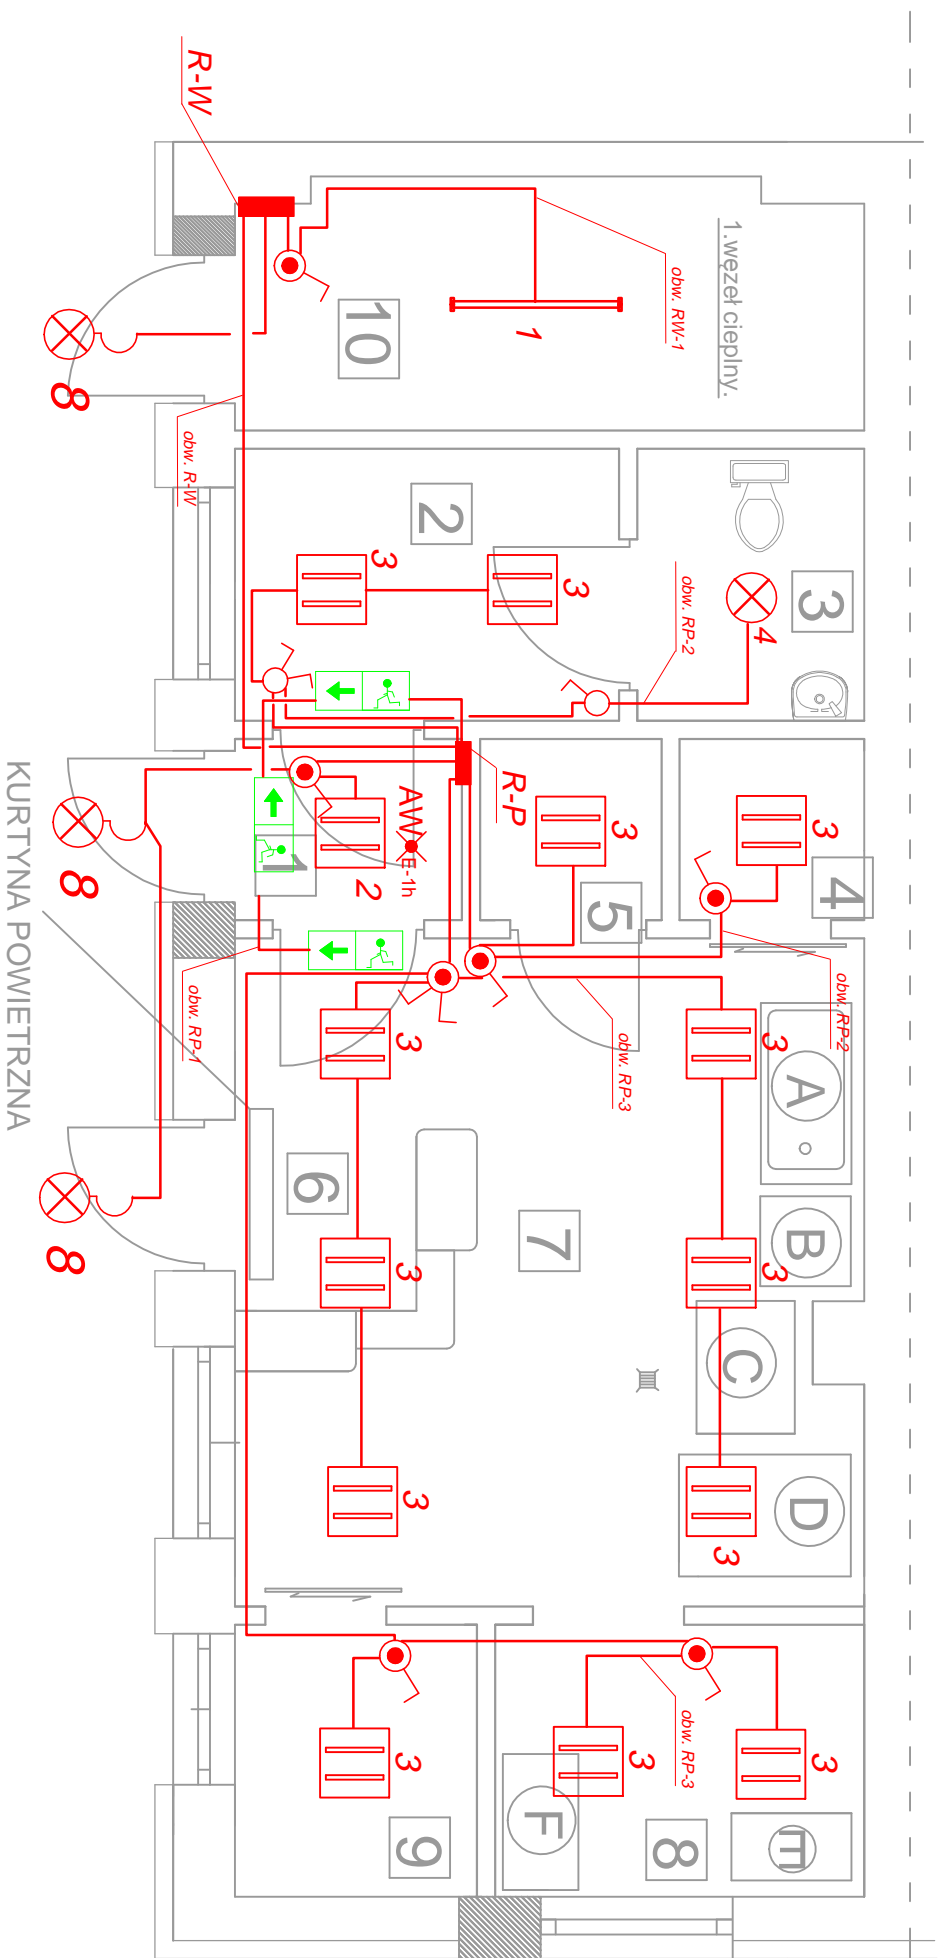 R-W
1.węzeł cieplny.
obw. RW-1
1
10
8
obw. R-W
2
3
3
3
4
obw. RP-2
R-P
AW
E-1h
1
2
8
KURTYNA POWIETRZNA
3
5
3
4
obw. RP-1
obw. RP-3
obw. RP-2
3
3
A
6
7
B
3
3
8
C
3
3
D
obw. RP-3
3
3
3
9
F
8
E